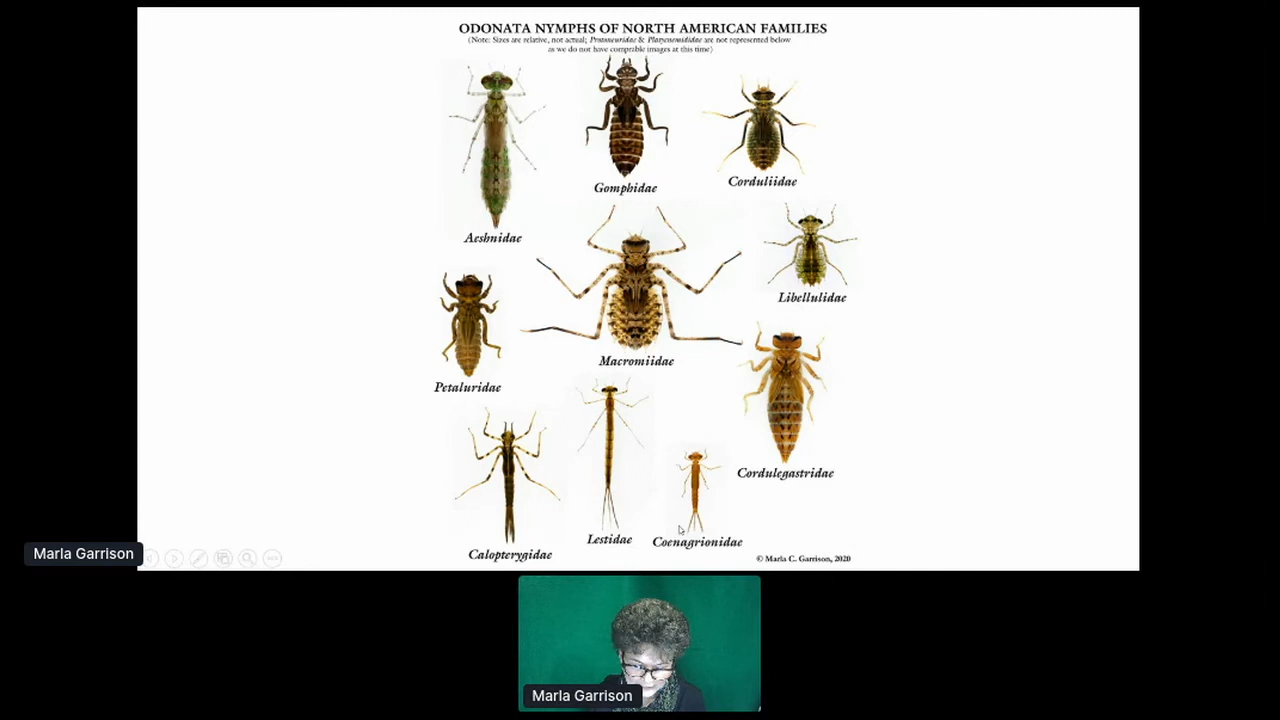 ODONATA NYMPHS OF NORTH AMERICAN FAMILIES
(Note: Sizes are relative, not actual; Protoneuridae & Platycnemididae are not represented below
as we do not have comprable images at this time)
Aeshnidae
Gomphidae
Corduliidae
Libellulidae
Macromiidae
Petaluridae
Cordulegastridae
Calopterygidae
Lestidae
Coenagrionidae
© Marla C. Garrison, 2020
Marla Garrison
Marla Garrison